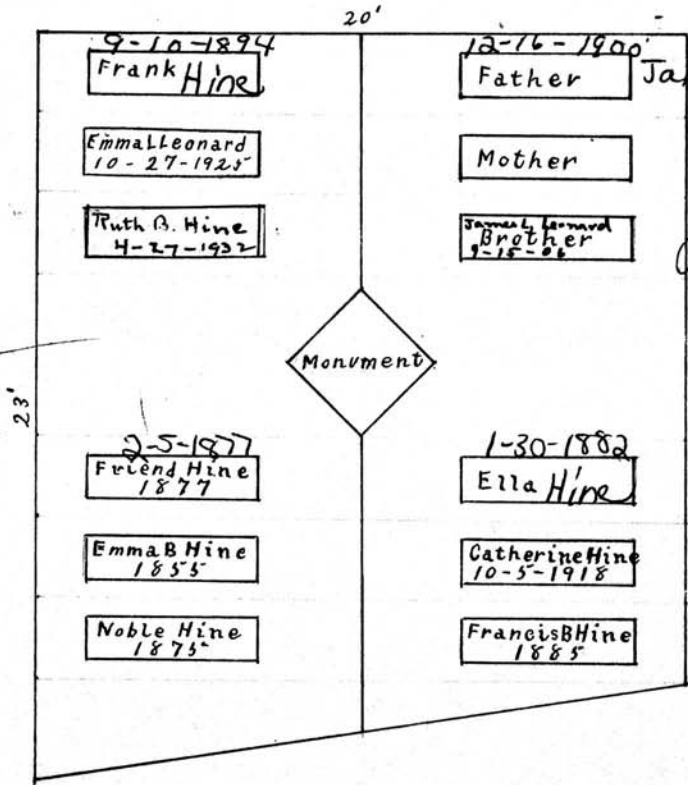 20'
9-10-1894
Frank Hine
Emma L Leonard
10-27-1925
Ruth B. Hine
4-27-1932
12-16-1900
Father
Ja
Mother
James L Leonard
Brother
9-15-06
Monument
23'
2-5-1877
Friend Hine
1877
Emma B Hine
1855
Noble Hine
1875
1-30-1882
Ella Hine
Catherine Hine
10-5-1918
Francis B Hine
1885